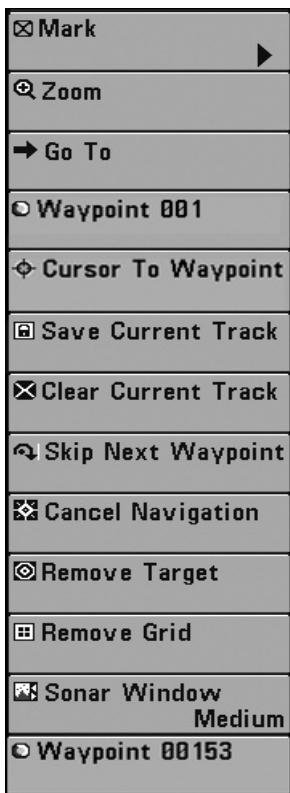 Mark
Zoom
Go To
Waypoint 001
Cursor To Waypoint
Save Current Track
Clear Current Track
Skip Next Waypoint
Cancel Navigation
Remove Target
Remove Grid
Sonar Window
Medium
Waypoint 00153